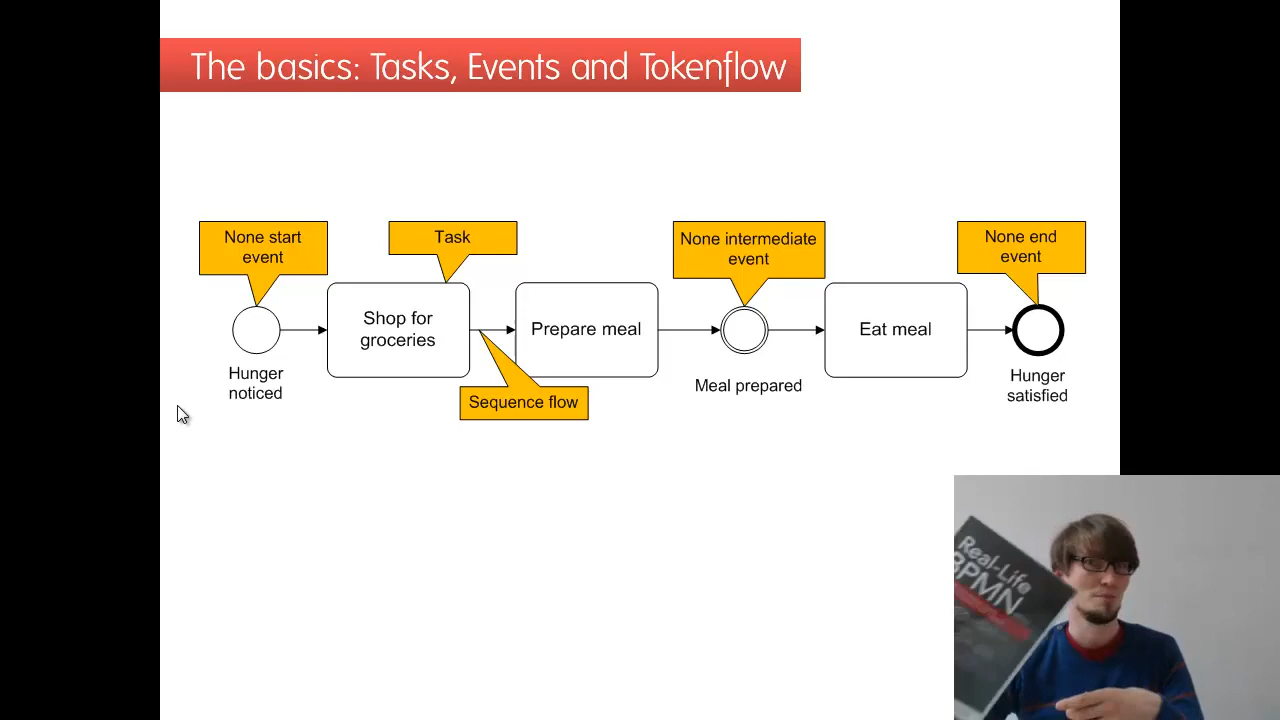 The basics: Tasks, Events and Tokenflow
None start
event
Task
None intermediate
event
None end
event
Shop for
groceries
Prepare meal
Eat meal
Hunger
noticed
Sequence flow
Meal prepared
Hunger
satisfied
Real-Life
BPMN